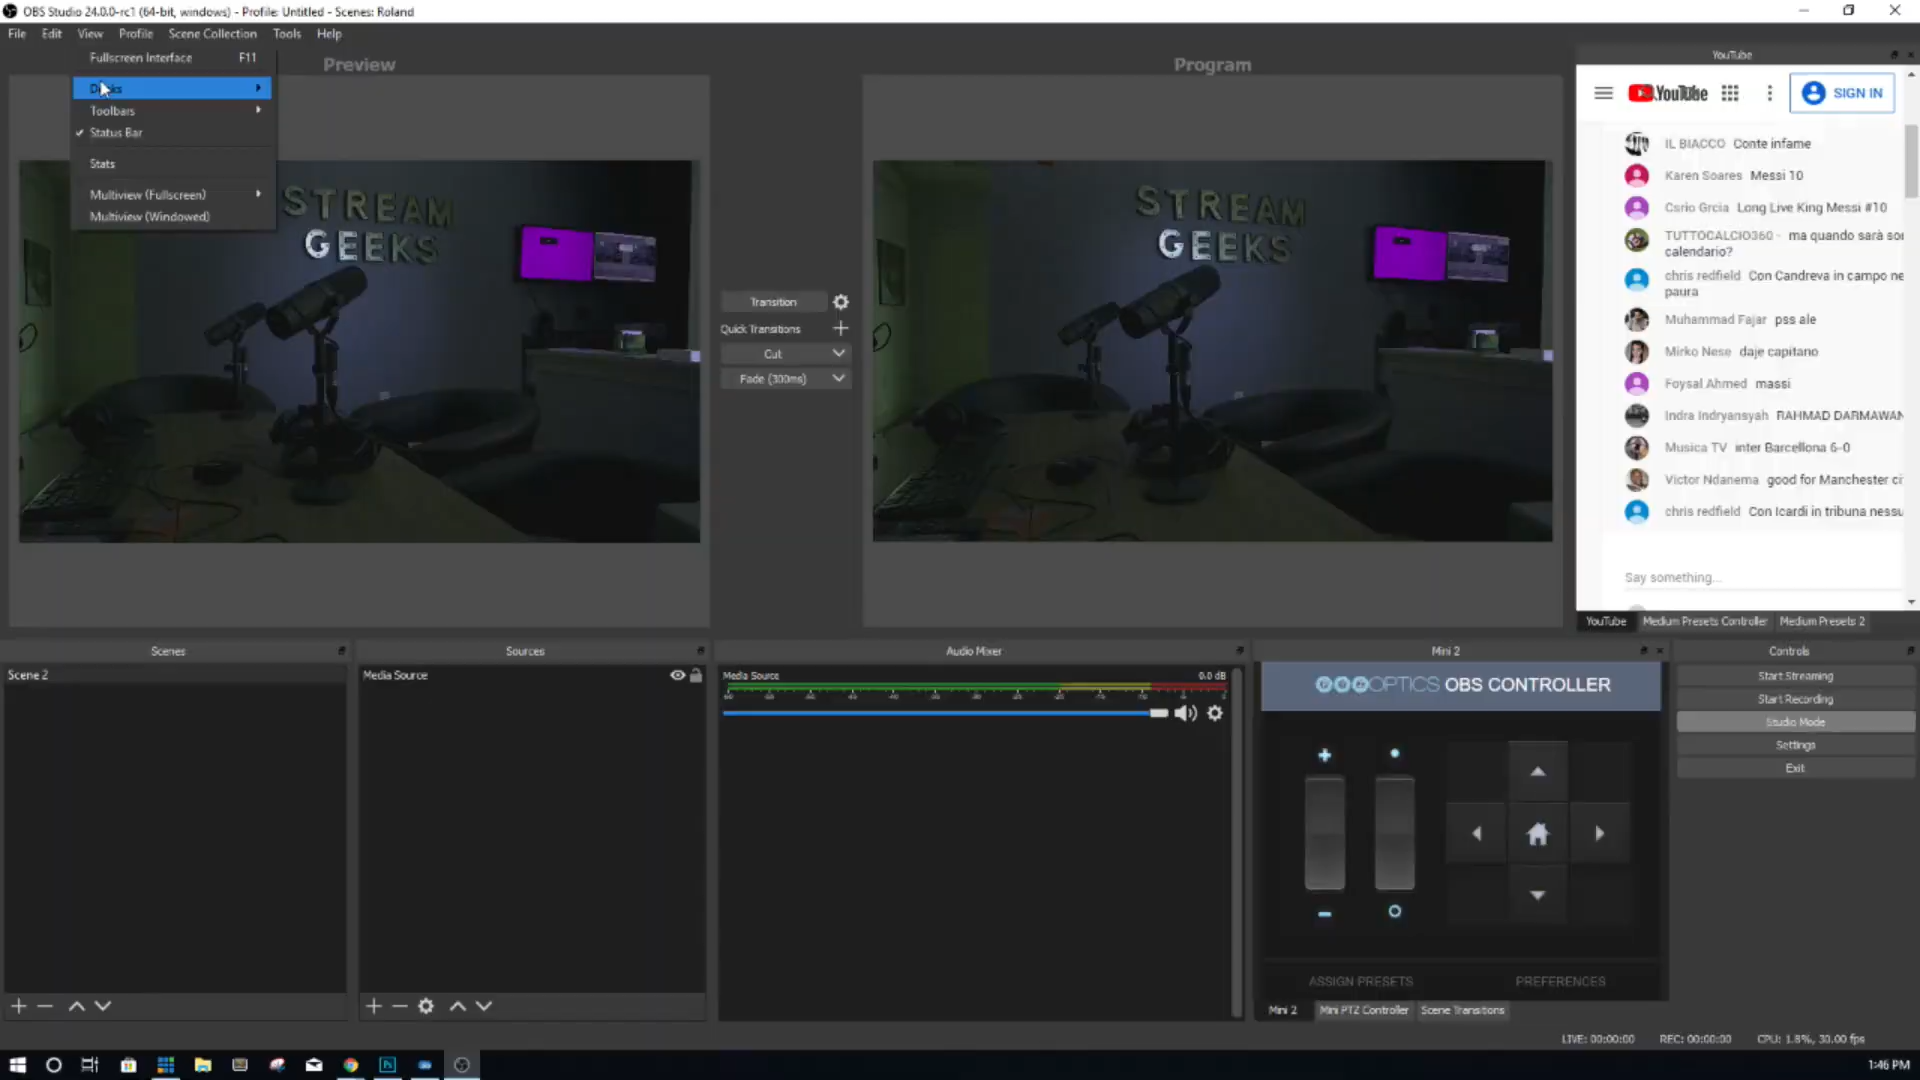 OBS Studio 24.0.0-rc1 (64-bit, windows) - Profile: Untitled - Scenes: Roland
File Edit View Profile Scene Collection Tools Help
Fullscreen Interface F11
Docks
Toolbars
Status Bar
Stats
Multiview (Fullscreen)
Multiview (Windowed)
Preview
STREAM
GEEKS
Transition
Quick Transitions
Cut
Fade (300ms)
Program
STREAM
GEEKS
YouTube
YouTube SIGN IN
IL BIACCO Conte infame
Karen Soares Messi 10
Csrio Grcia Long Live King Messi #10
TUTTOCALCIO360 - ma quando sarà
calendario?
chris redfield Con Candreva in campo
paura
Muhammad Fajar pss ale
Mirko Nese daje capitano
Foysal Ahmed massi
Indra Indryansyah RAHMAD DARMAWAN
Musica TV inter Barcellona 6-0
Victor Ndanema good for Manchester
chris redfield Con Icardi in tribuna
Say something...
YouTube Medium Presets Controller Medium Presets 2
Scenes
Scene 2
Sources
Media Source
Audio Mixer
Media Source 0.0 dB
Mini 2
PTZOPTICS OBS CONTROLLER
ASSIGN PRESETS PREFERENCES
Mini 2 Mini PTZ Controller Scene Transitions
Controls
Start Streaming
Start Recording
Studio Mode
Settings
Exit
LIVE: 00:00:00 REC: 00:00:00 CPU: 1.8%, 30.00 fps
1:46 PM